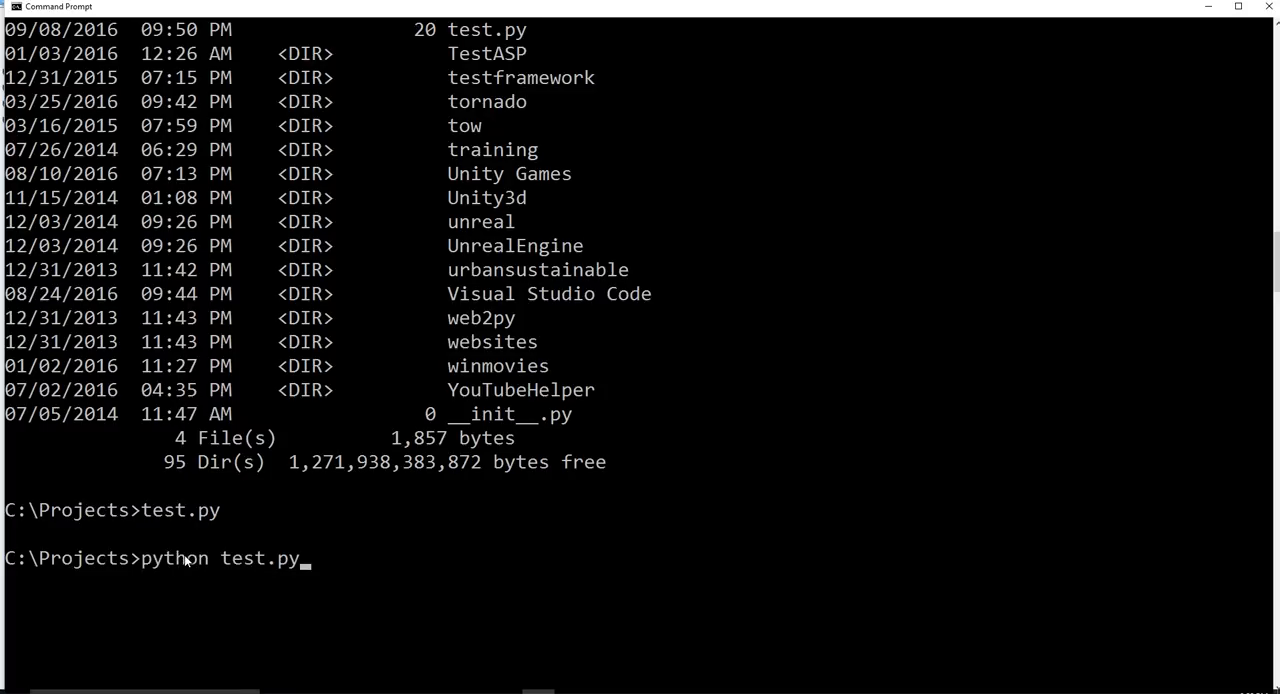 Command Prompt
09/08/2016  09:50 PM                20 test.py
01/03/2016  12:26 AM    <DIR>          TestASP
12/31/2015  07:15 PM    <DIR>          testframework
03/25/2016  09:42 PM    <DIR>          tornado
03/16/2015  07:59 PM    <DIR>          tow
07/26/2014  06:29 PM    <DIR>          training
08/10/2016  07:13 PM    <DIR>          Unity Games
11/15/2014  01:08 PM    <DIR>          Unity3d
12/03/2014  09:26 PM    <DIR>          unreal
12/03/2014  09:26 PM    <DIR>          UnrealEngine
12/31/2013  11:42 PM    <DIR>          urbansustainable
08/24/2016  09:44 PM    <DIR>          Visual Studio Code
12/31/2013  11:43 PM    <DIR>          web2py
12/31/2013  11:43 PM    <DIR>          websites
01/02/2016  11:27 PM    <DIR>          winmovies
07/02/2016  04:35 PM    <DIR>          YouTubeHelper
07/05/2014  11:47 AM                 0 __init__.py
               4 File(s)          1,857 bytes
              95 Dir(s)  1,271,938,383,872 bytes free
C:\Projects>test.py
C:\Projects>python test.py